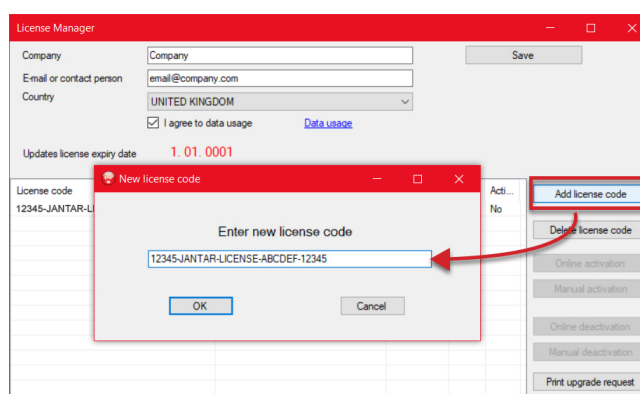 License Manager
Company Company Save
E-mail or contact person email@company.com
Country UNITED KINGDOM
I agree to data usage Data usage
Updates license expiry date 1. 01. 0001
License code Acti...
12345-JANTAR-LI No
New license code
Enter new license code
12345-JANTAR-LICENSE-ABCDEF-12345
OK Cancel
Add license code
Delete license code
Online activation
Manual activation
Online deactivation
Manual deactivation
Print upgrade request